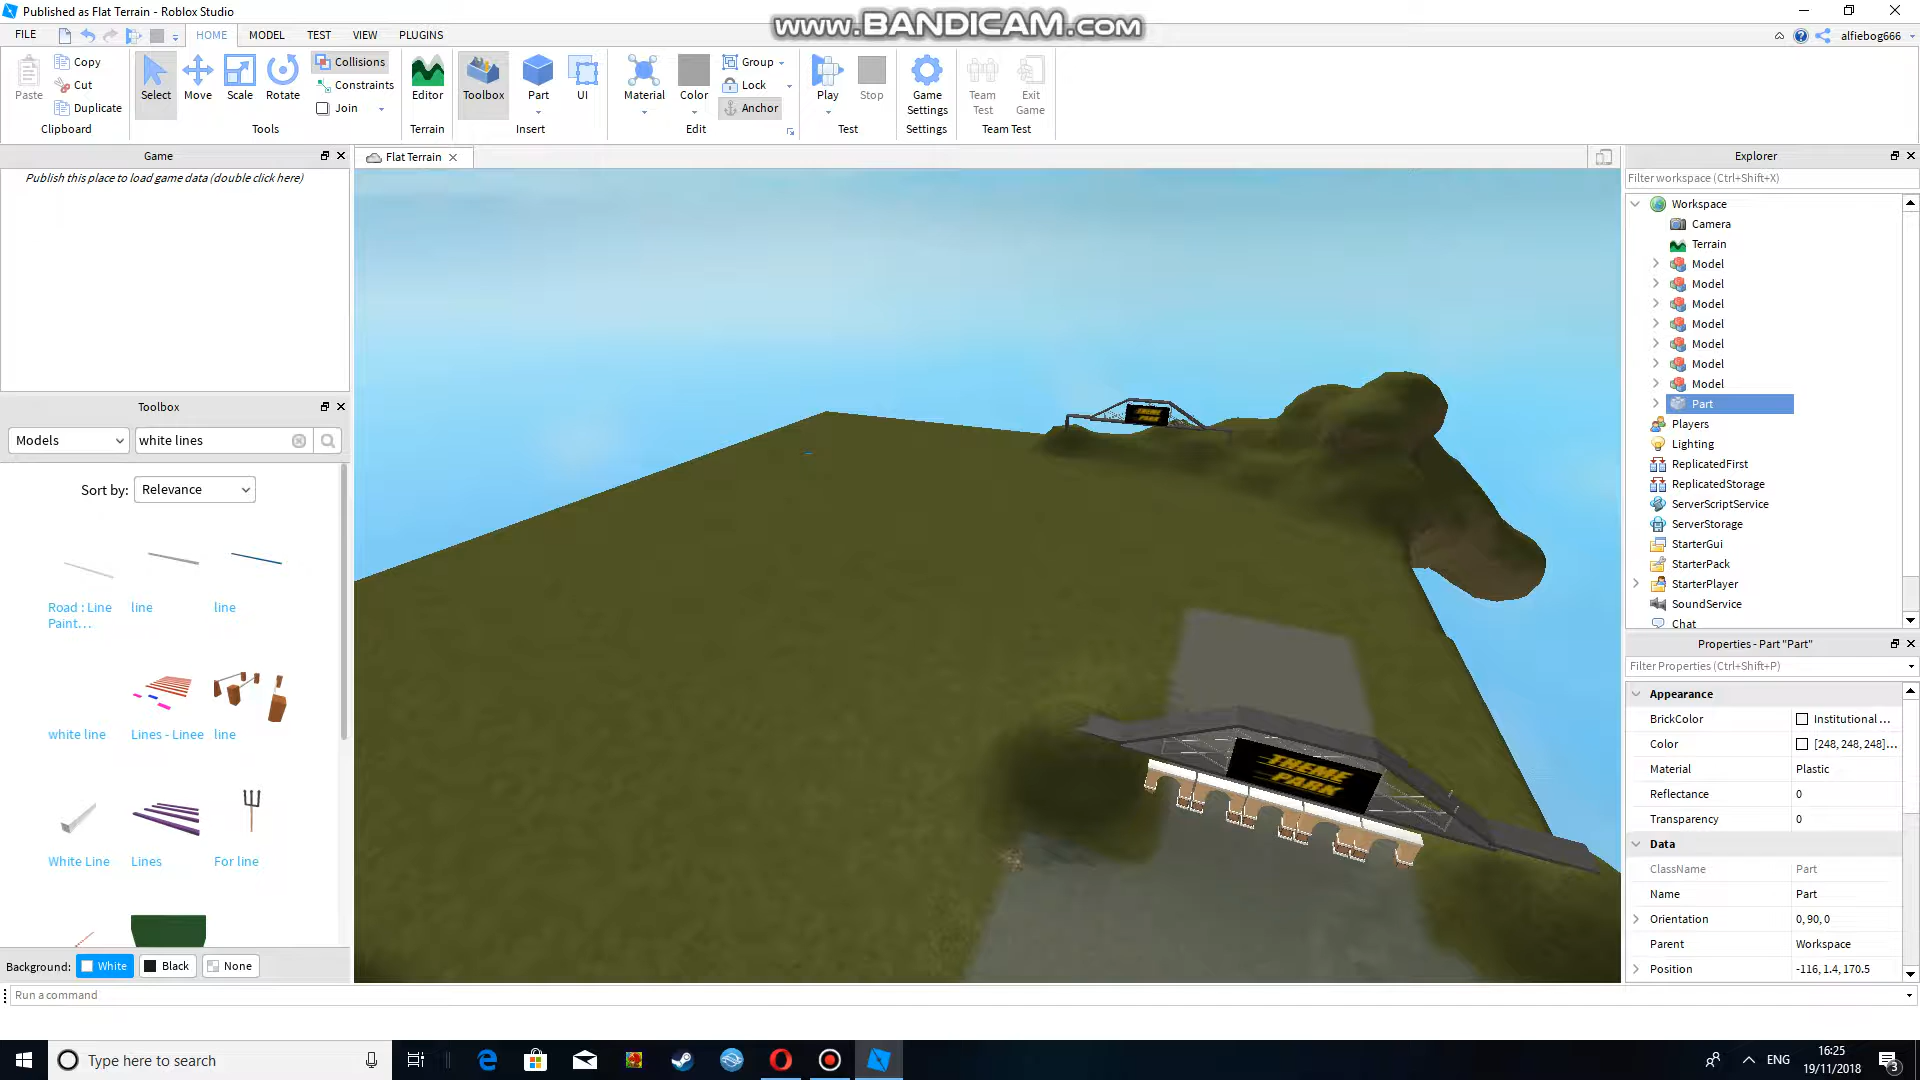 Published as Flat Terrain - Roblox Studio
www.BANDICAM.com
FILE HOME MODEL TEST VIEW PLUGINS
alfiebog666
Paste Copy Cut Duplicate
Clipboard
Select Move Scale Rotate
Collisions
Constraints
Join
Tools
Editor
Terrain
Toolbox Part UI
Insert
Material Color
Group
Lock
Anchor
Edit
Play Stop
Test
Game Settings
Settings
Team Test
Exit Game
Team Test
Game
Publish this place to load game data (double click here)
Toolbox
Models white lines
Sort by: Relevance
Road : Line Paint... line line
white line Lines - Linee line
White Line Lines For line
Background: White Black None
Run a command
Flat Terrain
THEME
PARK
THEME
PARK
Explorer
Filter workspace (Ctrl+Shift+X)
Workspace
Camera
Terrain
Model
Model
Model
Model
Model
Model
Model
Part
Players
Lighting
ReplicatedFirst
ReplicatedStorage
ServerScriptService
ServerStorage
StarterGui
StarterPack
StarterPlayer
SoundService
Chat
Properties - Part "Part"
Filter Properties (Ctrl+Shift+P)
Appearance
BrickColor Institutional ...
Color [248, 248, 248]...
Material Plastic
Reflectance 0
Transparency 0
Data
ClassName Part
Name Part
Orientation 0, 90, 0
Parent Workspace
Position -116, 1.4, 170.5
Type here to search
ENG
16:25
19/11/2018
3